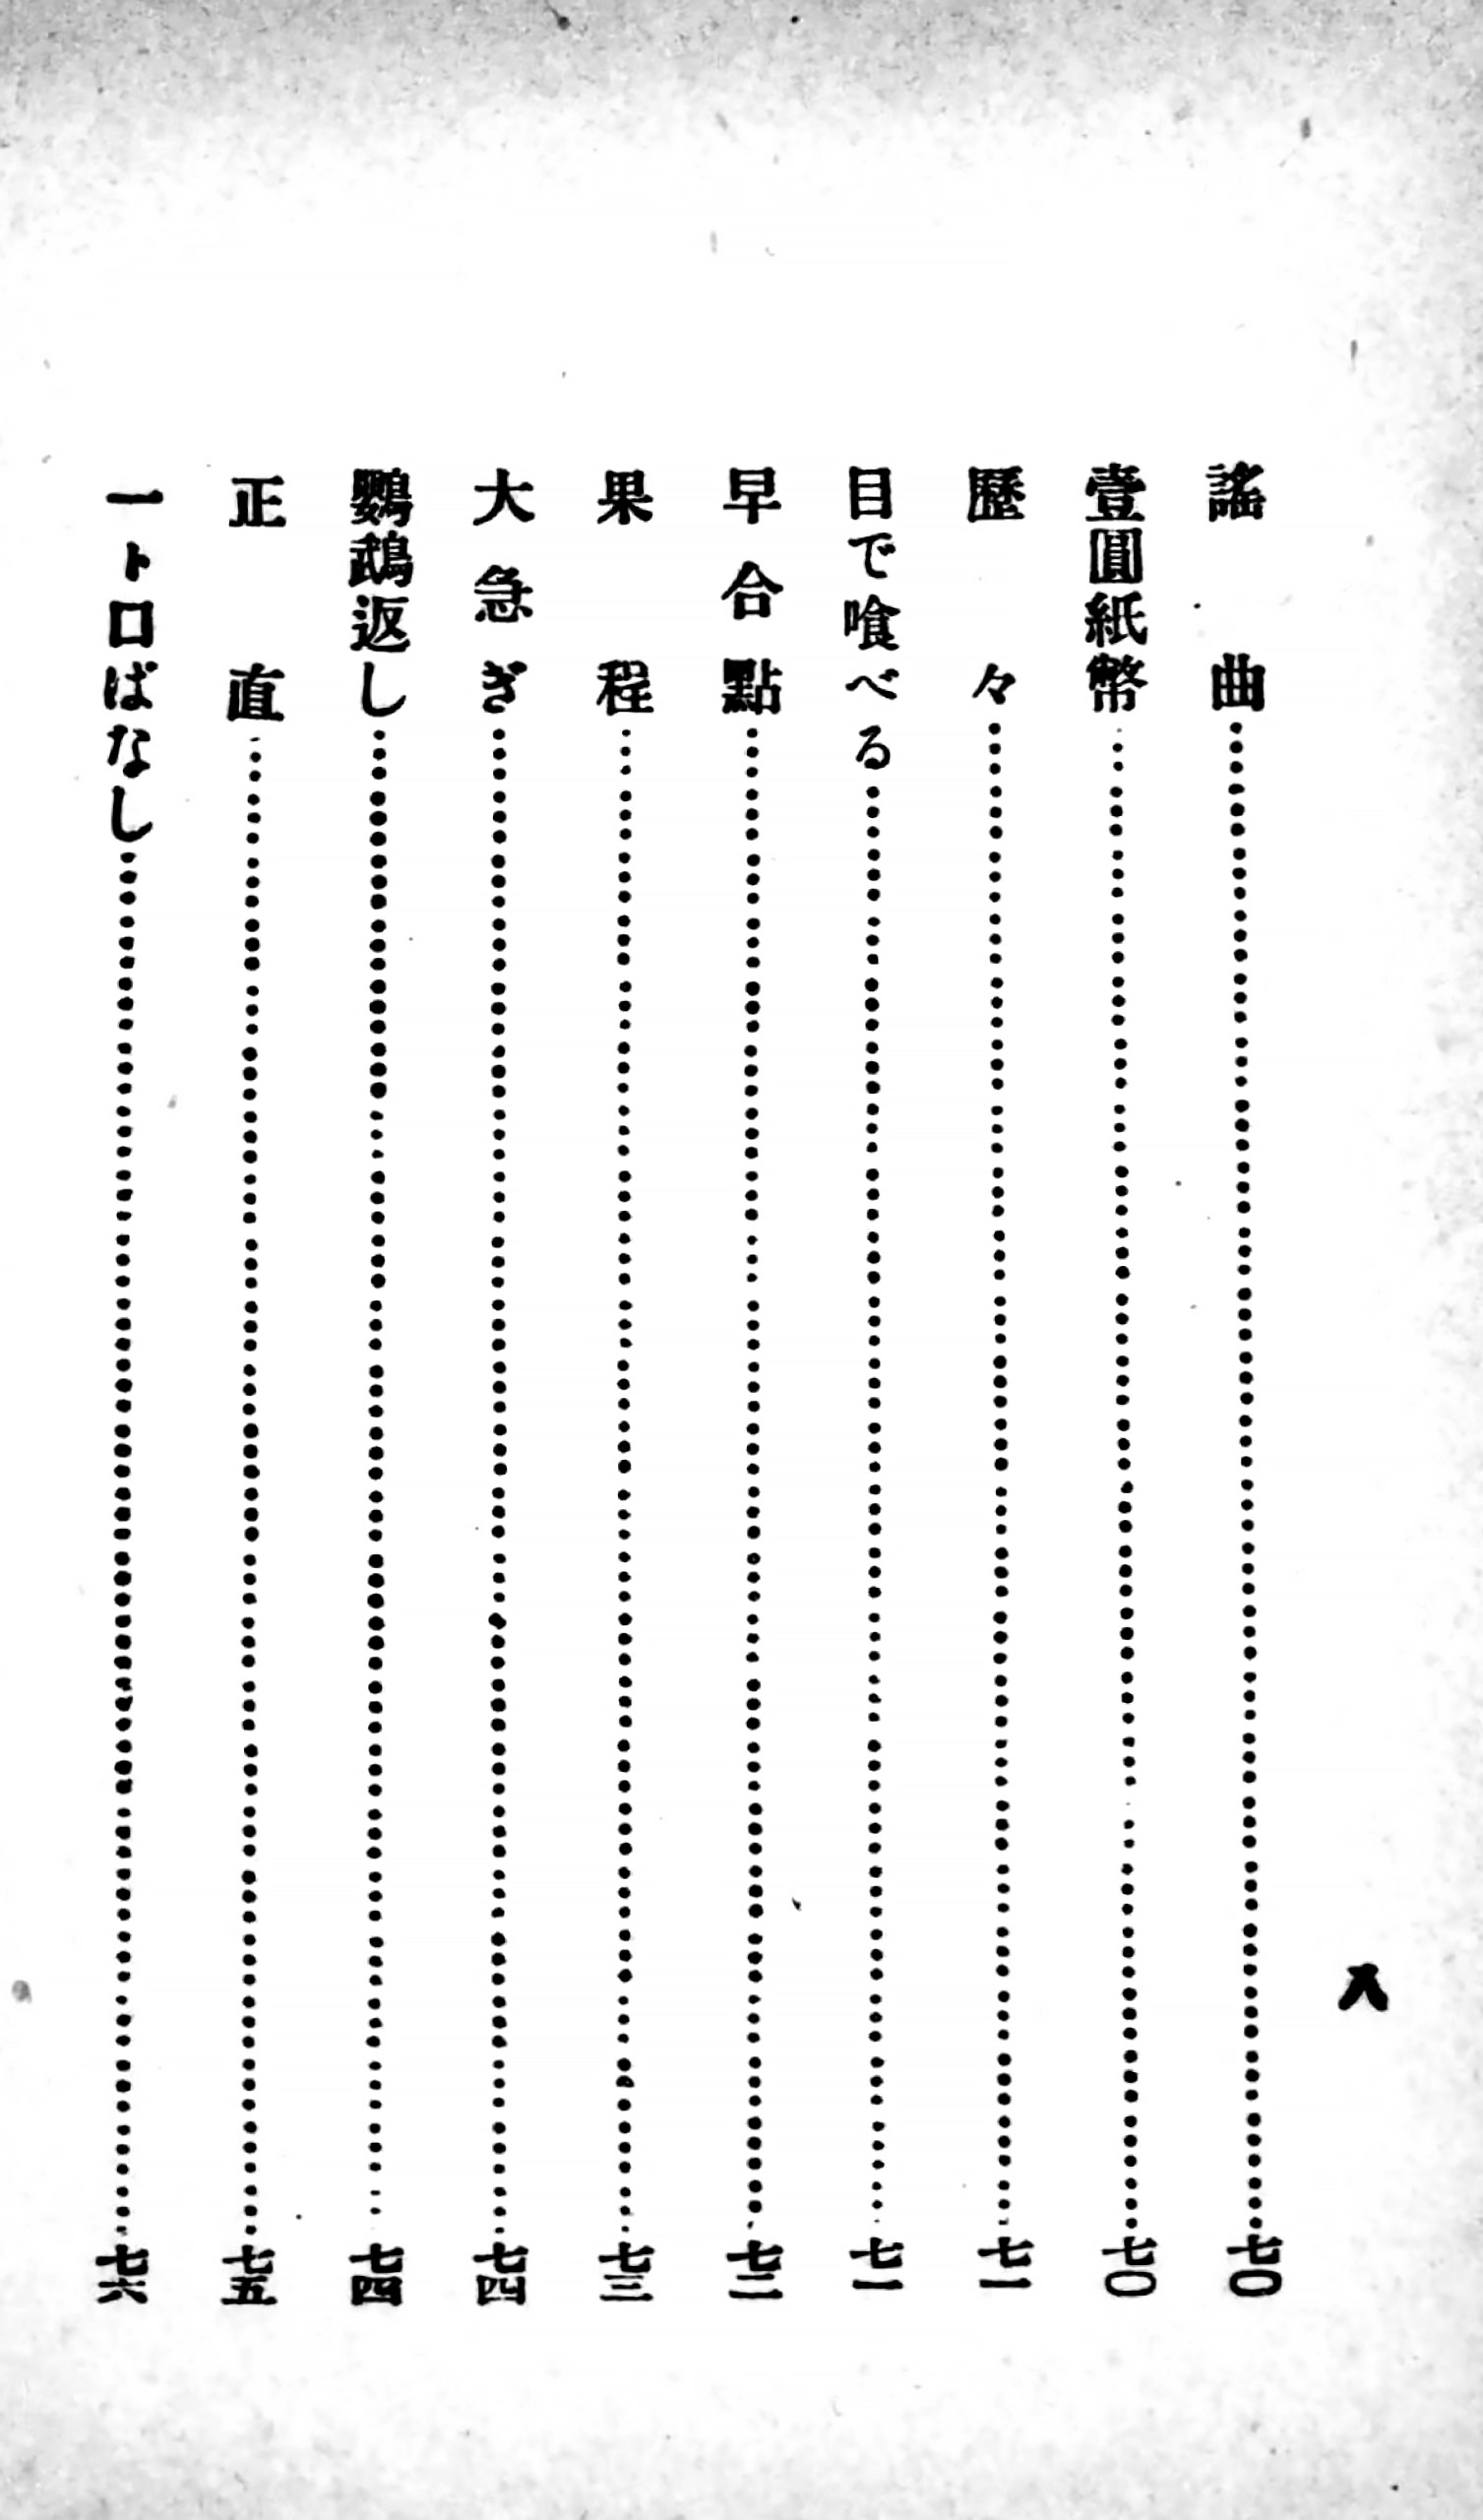 八
謠曲……七〇
壹圓紙幣……七〇
歷々……七一
目で喰べる……七一
早合點……七二
果程……七三
大急ぎ……七四
鸚鵡返し……七四
正直……七五
一ト口ばなし……七六